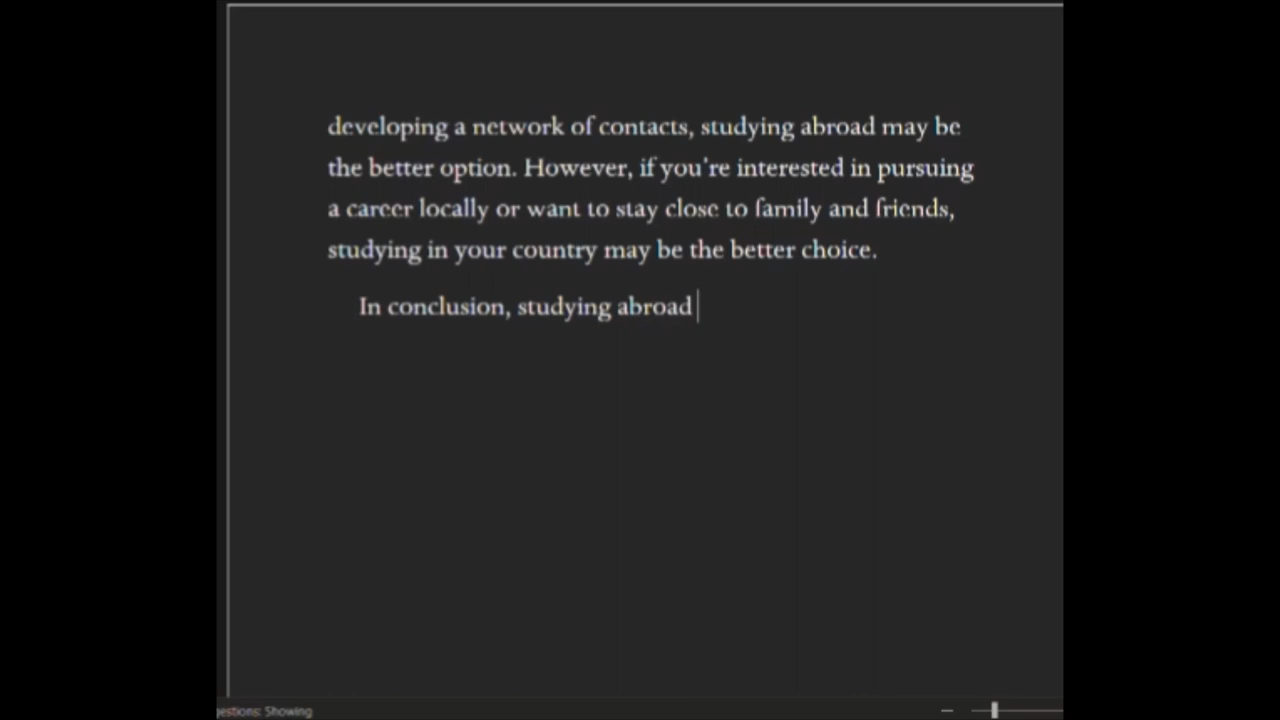 developing a network of contacts, studying abroad may be
the better option. However, if you're interested in pursuing
a career locally or want to stay close to family and friends,
studying in your country may be the better choice.
In conclusion, studying abroad
gestions: Showing